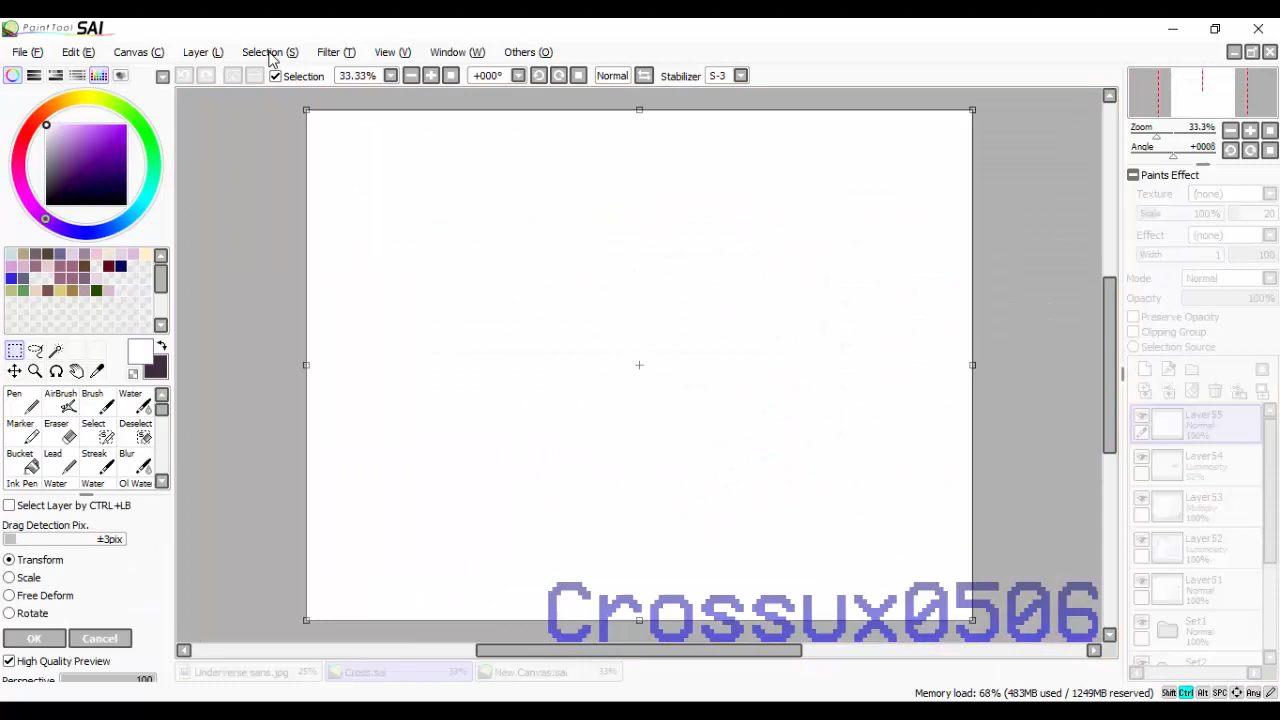 PaintTool SAI
File (F) Edit (E) Canvas (C) Layer (L) Selection (S) Filter (T) View (V) Window (W) Others (O)
Selection 33.33% +000° Normal Stabilizer S-3
Zoom 33.3%
Angle +000θ
Paints Effect
Texture (none)
Scale 100% 20
Effect (none)
Width 1 100
Mode Normal
Opacity 100%
Preserve Opacity
Clipping Group
Selection Source
Pen AirBrush Brush Water
Marker Eraser Select Deselect
Bucket Lead Streak Blur
Ink Pen Water Water Oil Water
Select Layer by CTRL+LB
Drag Detection Pix.
±3pix
Transform
Scale
Free Deform
Rotate
OK Cancel
High Quality Preview
Perspective 100
Layer55
Normal
100%
Layer54
Luminosity
Layer53
Multiply
100%
Layer52
Luminosity
100%
Layer51
Normal
100%
Set1
Normal
100%
Set2
Crossux0506
Underverse sans.jpg 25% Cross.sai 33% New Canvas.sai 33%
Memory load: 68% (483MB used / 1249MB reserved) Shift Ctrl Alt SPC Any